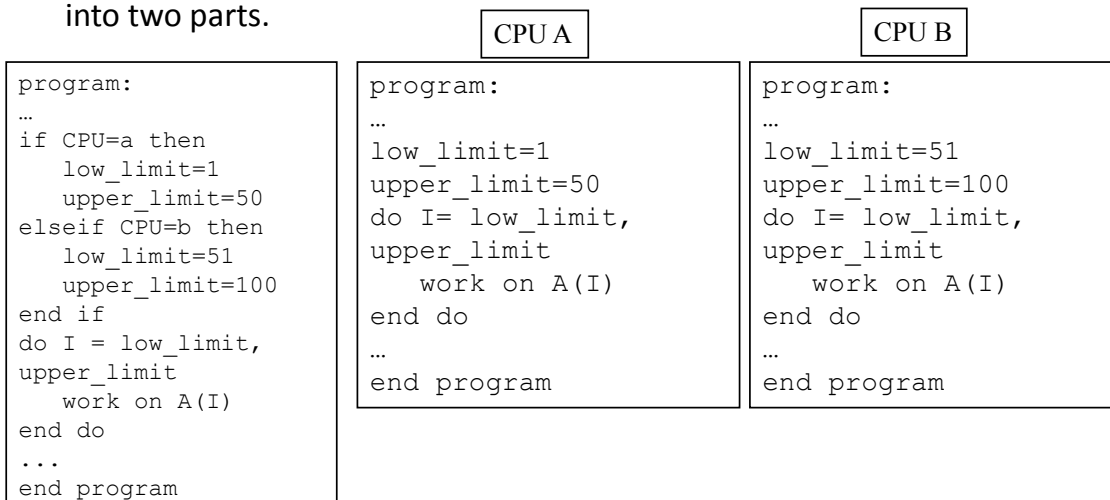 into two parts.
program:
…
if CPU=a then
   low_limit=1
   upper_limit=50
elseif CPU=b then
   low_limit=51
   upper_limit=100
end if
do I = low_limit,
upper_limit
   work on A(I)
end do
...
end program
CPU A
program:
…
low_limit=1
upper_limit=50
do I= low_limit,
upper_limit
   work on A(I)
end do
…
end program
CPU B
program:
…
low_limit=51
upper_limit=100
do I= low_limit,
upper_limit
   work on A(I)
end do
…
end program